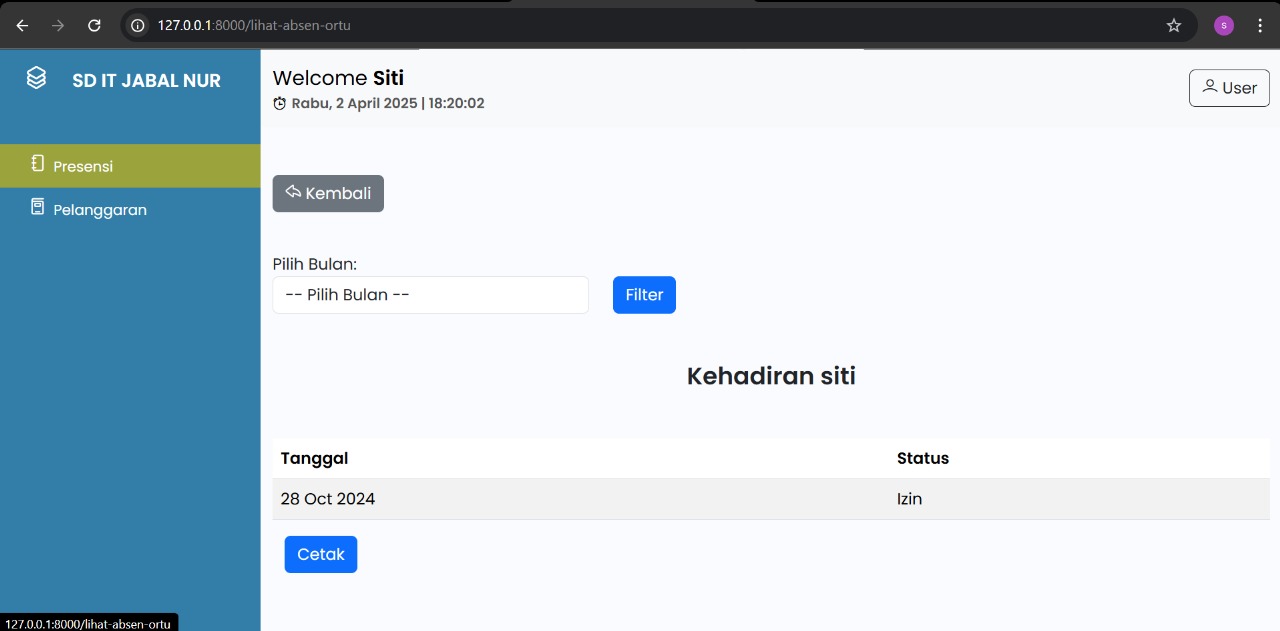 127.0.0.1:8000/lihat-absen-ortu
S
SD IT JABAL NUR
Presensi
Pelanggaran
Welcome Siti
Rabu, 2 April 2025 | 18:20:02
User
Kembali
Pilih Bulan:
-- Pilih Bulan --
Filter
Kehadiran siti
Tanggal Status
28 Oct 2024 Izin
Cetak
127.0.0.1:8000/lihat-absen-ortu